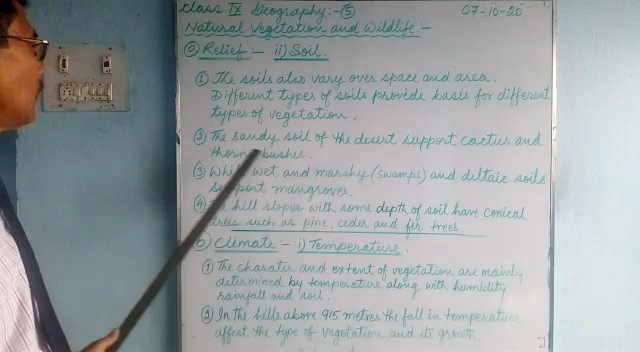 Class IX Geography:-(5) 07-10-20.
Natural Vegetation and Wildlife:-
(a) Relief:- ii) Soil.
(1) The soils also vary over space and area.
Different types of soils provide basis for different
types of vegetation.
(2) The sandy soil of the desert support cactus and
thorny bushes.
(3) While wet and marshy (swamps) and deltaic soils
support mangroves.
(4) The hill slopes with some depth of soil have conical
trees such as pine, ceder and fir trees.
b) Climate- i) Temperature.
(1) The charater and extent of vegetation are mainly
determined by temperature along with humidity
rainfall and soil.
(2) In the hells above 915 metres the fall in temperature
affect the type of vegetation and its growth.